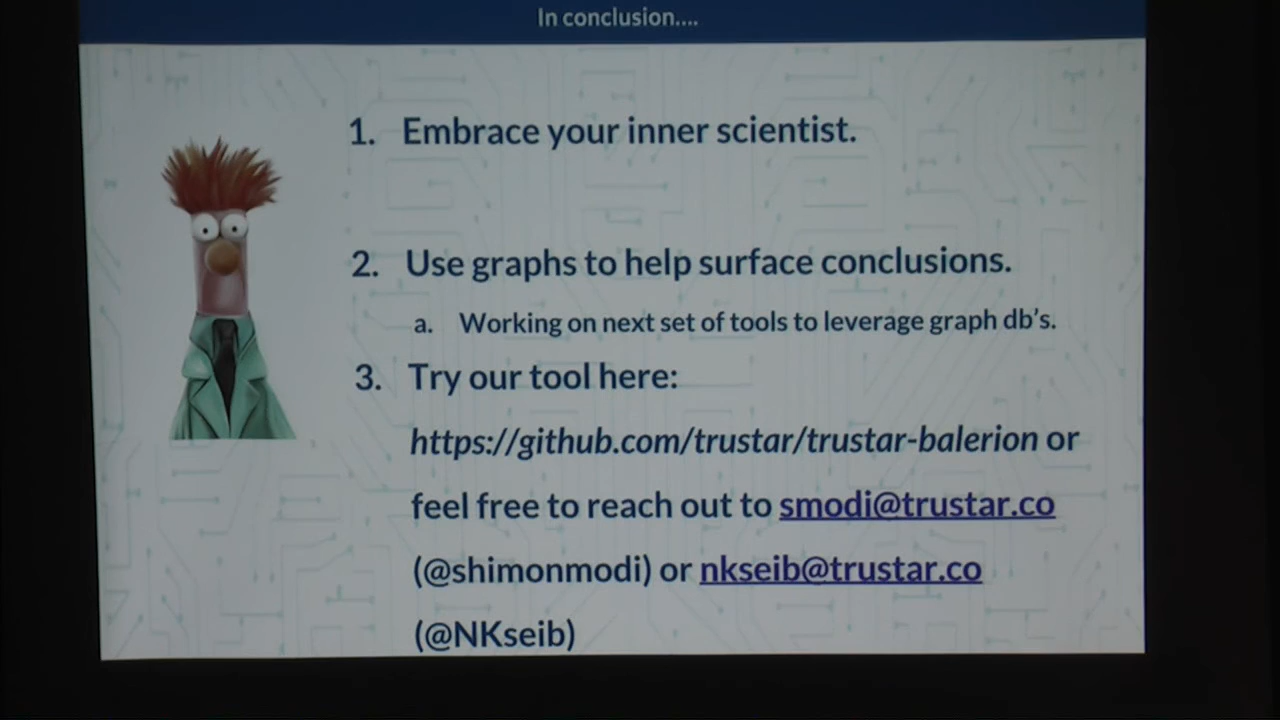 In conclusion....
1. Embrace your inner scientist.
2. Use graphs to help surface conclusions.
a. Working on next set of tools to leverage graph db's.
3. Try our tool here:
https://github.com/trustar/trustar-balerion or
feel free to reach out to smodi@trustar.co
(@shimonmodi) or nkseib@trustar.co
(@NKseib)